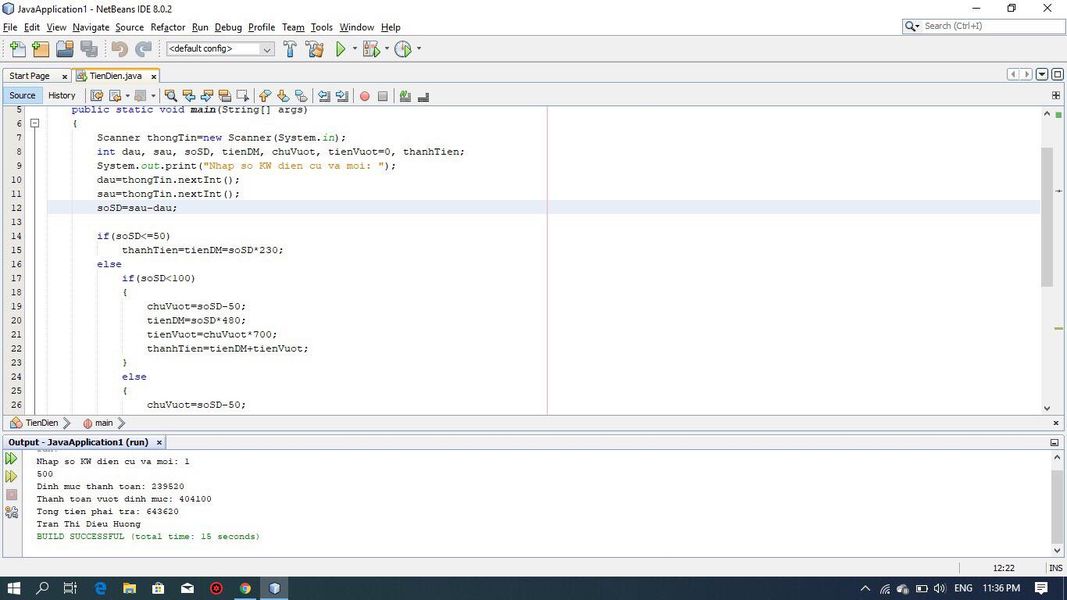 JavaApplication1 - NetBeans IDE 8.0.2
File Edit View Navigate Source Refactor Run Debug Profile Team Tools Window Help
Search (Ctrl+I)
<default config>
Start Page TienDien.java
Source History
5 public static void main(String[] args)
6 {
7 Scanner thongTin=new Scanner(System.in);
8 int dau, sau, soSD, tienDM, chuVuot, tienVuot=0, thanhTien;
9 System.out.print("Nhap so KW dien cu va moi: ");
10 dau=thongTin.nextInt();
11 sau=thongTin.nextInt();
12 soSD=sau-dau;
13
14 if(soSD<=50)
15 thanhTien=tienDM=soSD*230;
16 else
17 if(soSD<100)
18 {
19 chuVuot=soSD-50;
20 tienDM=soSD*480;
21 tienVuot=chuVuot*700;
22 thanhTien=tienDM+tienVuot;
23 }
24 else
25 {
26 chuVuot=soSD-50;
TienDien main
Output - JavaApplication1 (run)
run:
Nhap so KW dien cu va moi: 1
500
Dinh muc thanh toan: 239520
Thanh toan vuot dinh muc: 404100
Tong tien phai tra: 643620
Tran Thi Dieu Huong
BUILD SUCCESSFUL (total time: 15 seconds)
12:22 INS
ENG 11:36 PM